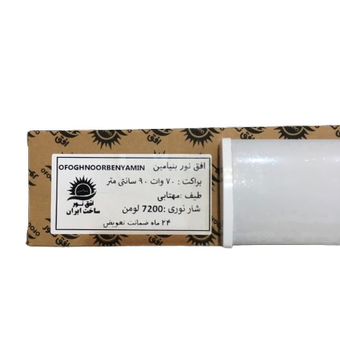 OFOGHNOORBENYAMIN افق نور بنیامین
براکت : ۷۰ وات - ۹۰ سانتی متر
طیف :مهتابی
شار نوری :7200 لومن
۲۴ ماه ضمانت تعویض
افق نور
ساخت ایران